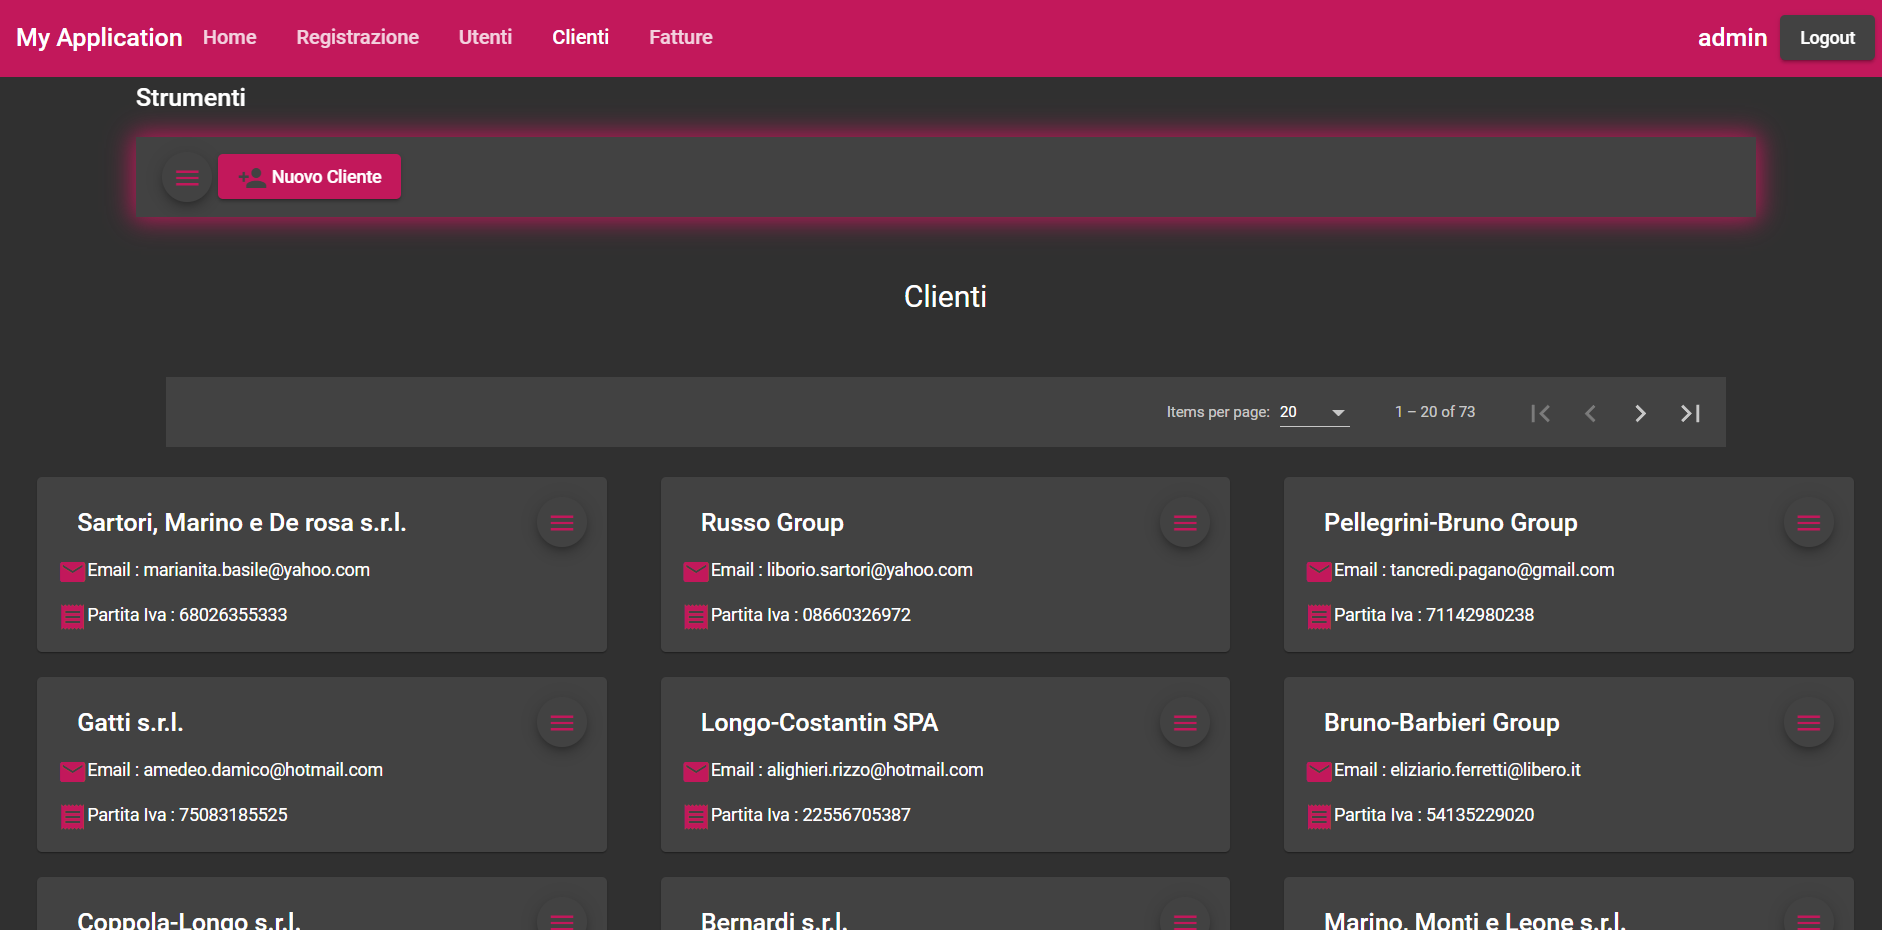 My Application Home Registrazione Utenti Clienti Fatture admin Logout
Strumenti
Nuovo Cliente
Clienti
Items per page: 20 1 – 20 of 73
Sartori, Marino e De rosa s.r.l.
Email : marianita.basile@yahoo.com
Partita Iva : 68026355333
Russo Group
Email : liborio.sartori@yahoo.com
Partita Iva : 08660326972
Pellegrini-Bruno Group
Email : tancredi.pagano@gmail.com
Partita Iva : 71142980238
Gatti s.r.l.
Email : amedeo.damico@hotmail.com
Partita Iva : 75083185525
Longo-Costantin SPA
Email : alighieri.rizzo@hotmail.com
Partita Iva : 22556705387
Bruno-Barbieri Group
Email : eliziario.ferretti@libero.it
Partita Iva : 54135229020
Coppola-Longo s.r.l.
Bernardi s.r.l.
Marino, Monti e Leone s.r.l.